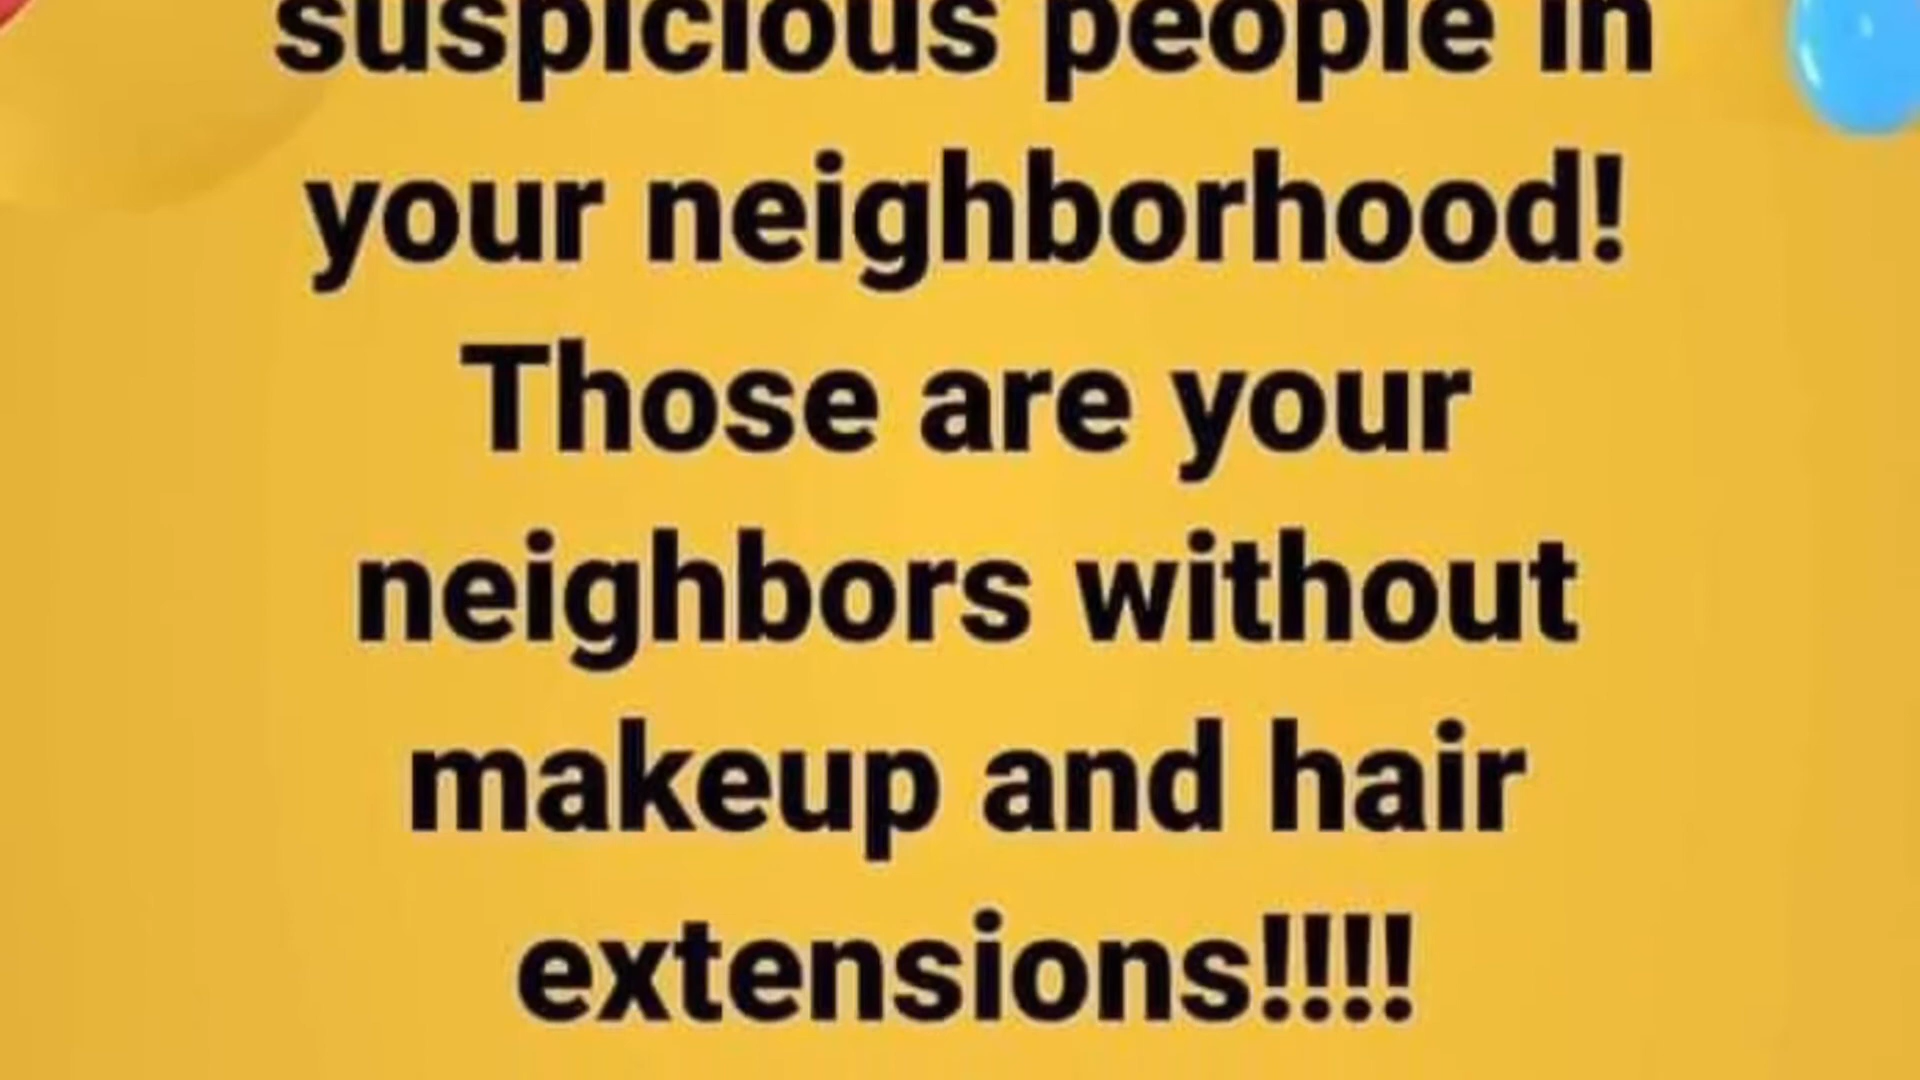 suspicious people in
your neighborhood!
Those are your
neighbors without
makeup and hair
extensions!!!!